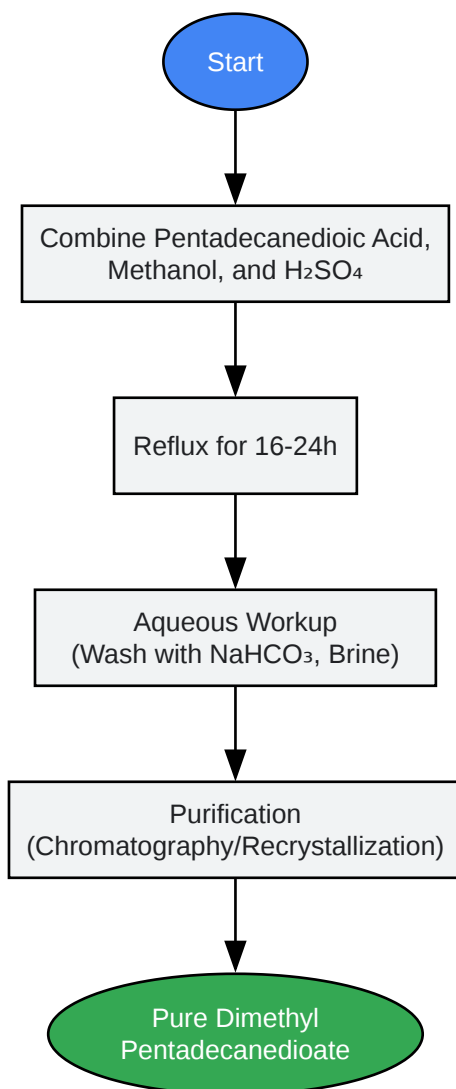 Start
Combine Pentadecanedioic Acid,
Methanol, and H₂SO₄
Reflux for 16-24h
Aqueous Workup
(Wash with NaHCO₃, Brine)
Purification
(Chromatography/Recrystallization)
Pure Dimethyl
Pentadecanedioate